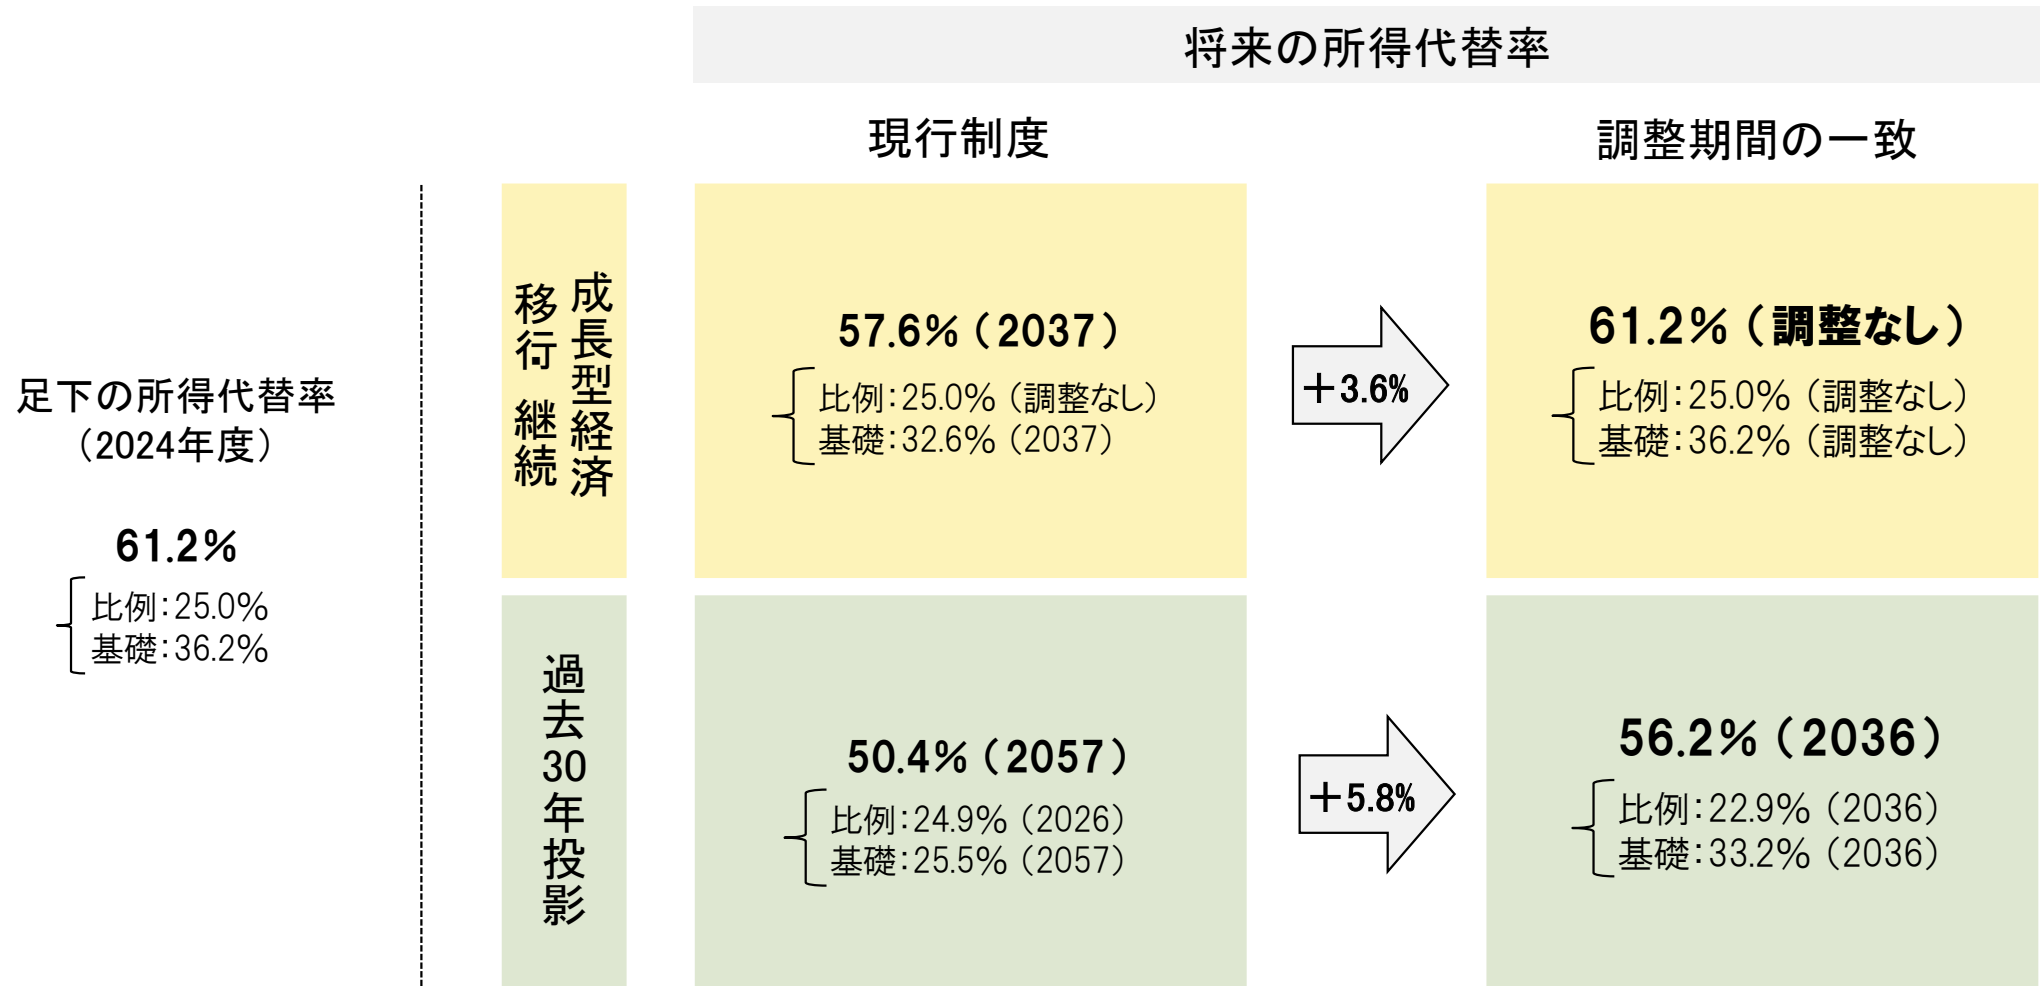 将来の所得代替率
現行制度
調整期間の一致
足下の所得代替率
（2024年度）
61.2%
比例：25.0%
基礎：36.2%
成長型経済
移行・継続
57.6%（2037）
比例：25.0%（調整なし）
基礎：32.6%（2037）
＋3.6%
61.2%（調整なし）
比例：25.0%（調整なし）
基礎：36.2%（調整なし）
過去30年投影
50.4%（2057）
比例：24.9%（2026）
基礎：25.5%（2057）
＋5.8%
56.2%（2036）
比例：22.9%（2036）
基礎：33.2%（2036）